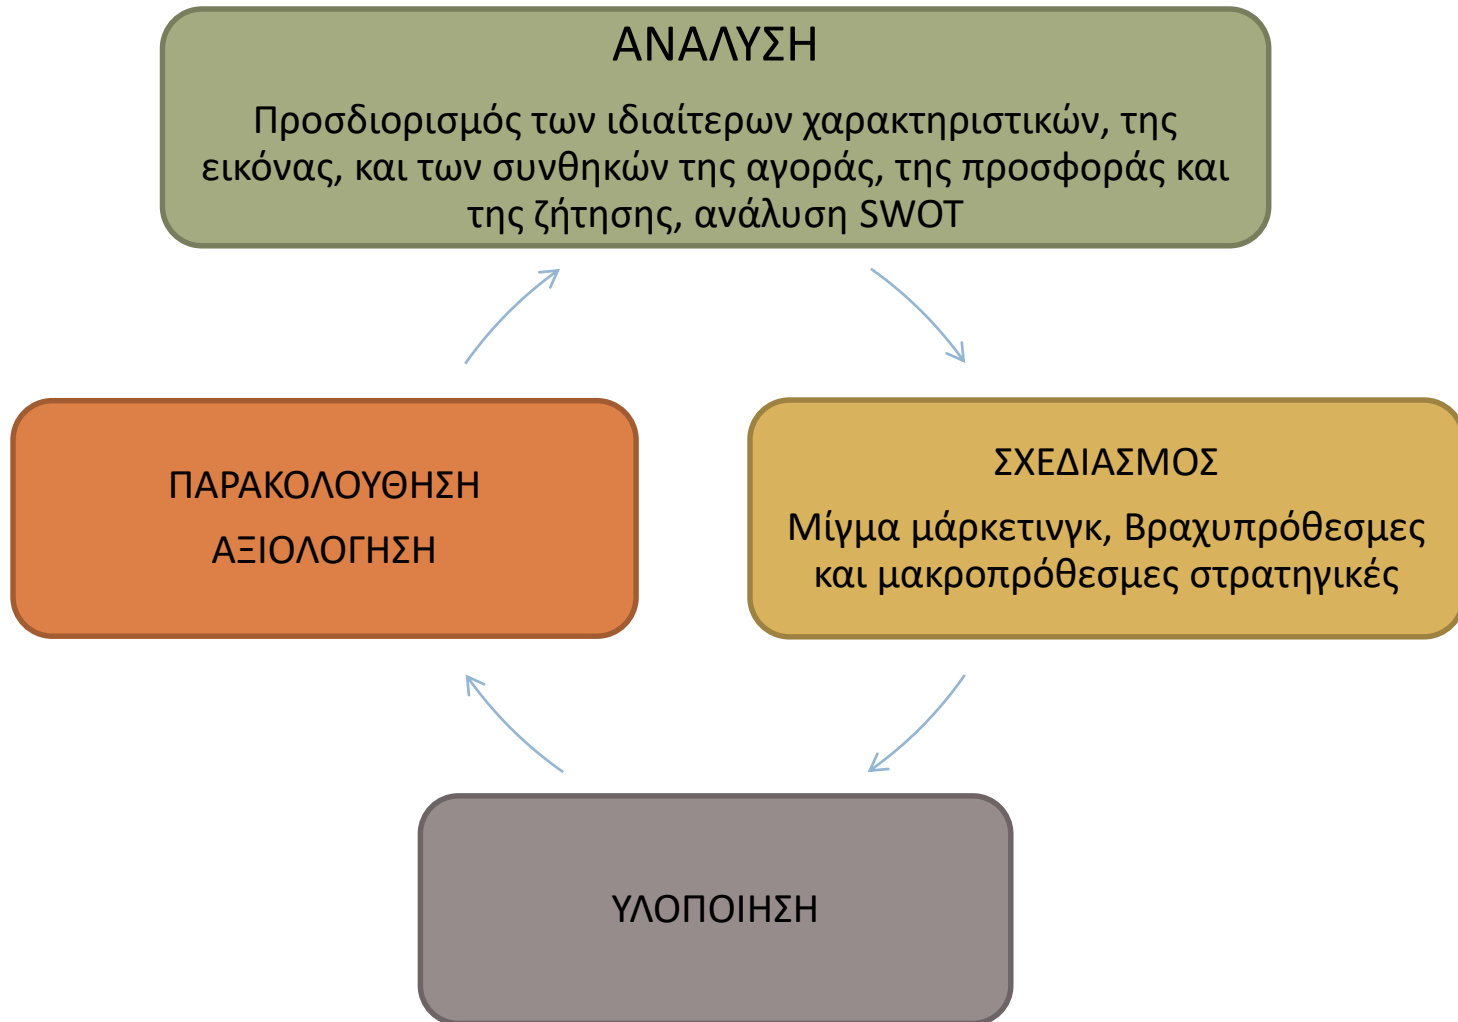 ΑΝΑΛΥΣΗ
Προσδιορισμός των ιδιαίτερων χαρακτηριστικών, της
εικόνας, και των συνθηκών της αγοράς, της προσφοράς και
της ζήτησης, ανάλυση SWOT
ΣΧΕΔΙΑΣΜΟΣ
Μίγμα μάρκετινγκ, Βραχυπρόθεσμες
και μακροπρόθεσμες στρατηγικές
ΥΛΟΠΟΙΗΣΗ
ΠΑΡΑΚΟΛΟΥΘΗΣΗ
ΑΞΙΟΛΟΓΗΣΗ